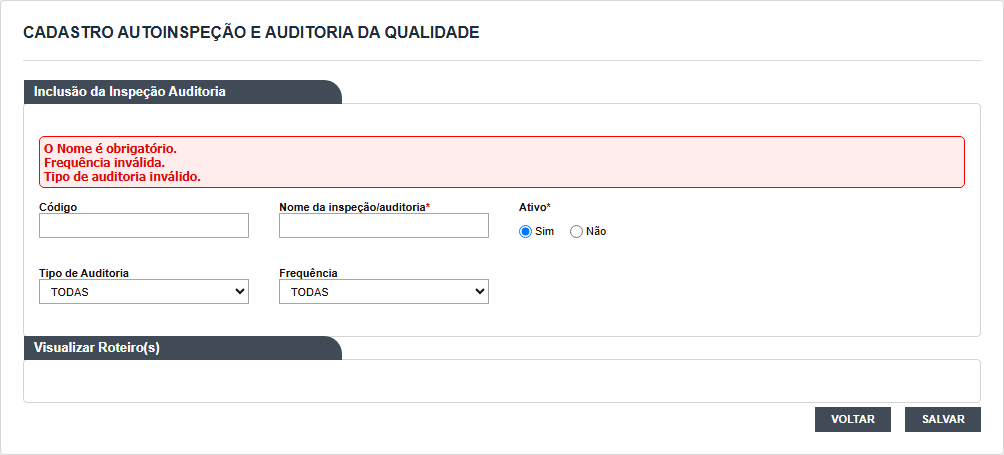 CADASTRO AUTOINSPEÇÃO E AUDITORIA DA QUALIDADE
Inclusão da Inspeção Auditoria
O Nome é obrigatório.
Frequência inválida.
Tipo de auditoria inválido.
Código Nome da inspeção/auditoria* Ativo*
Sim Não
Tipo de Auditoria Frequência
TODAS TODAS
Visualizar Roteiro(s)
VOLTAR SALVAR